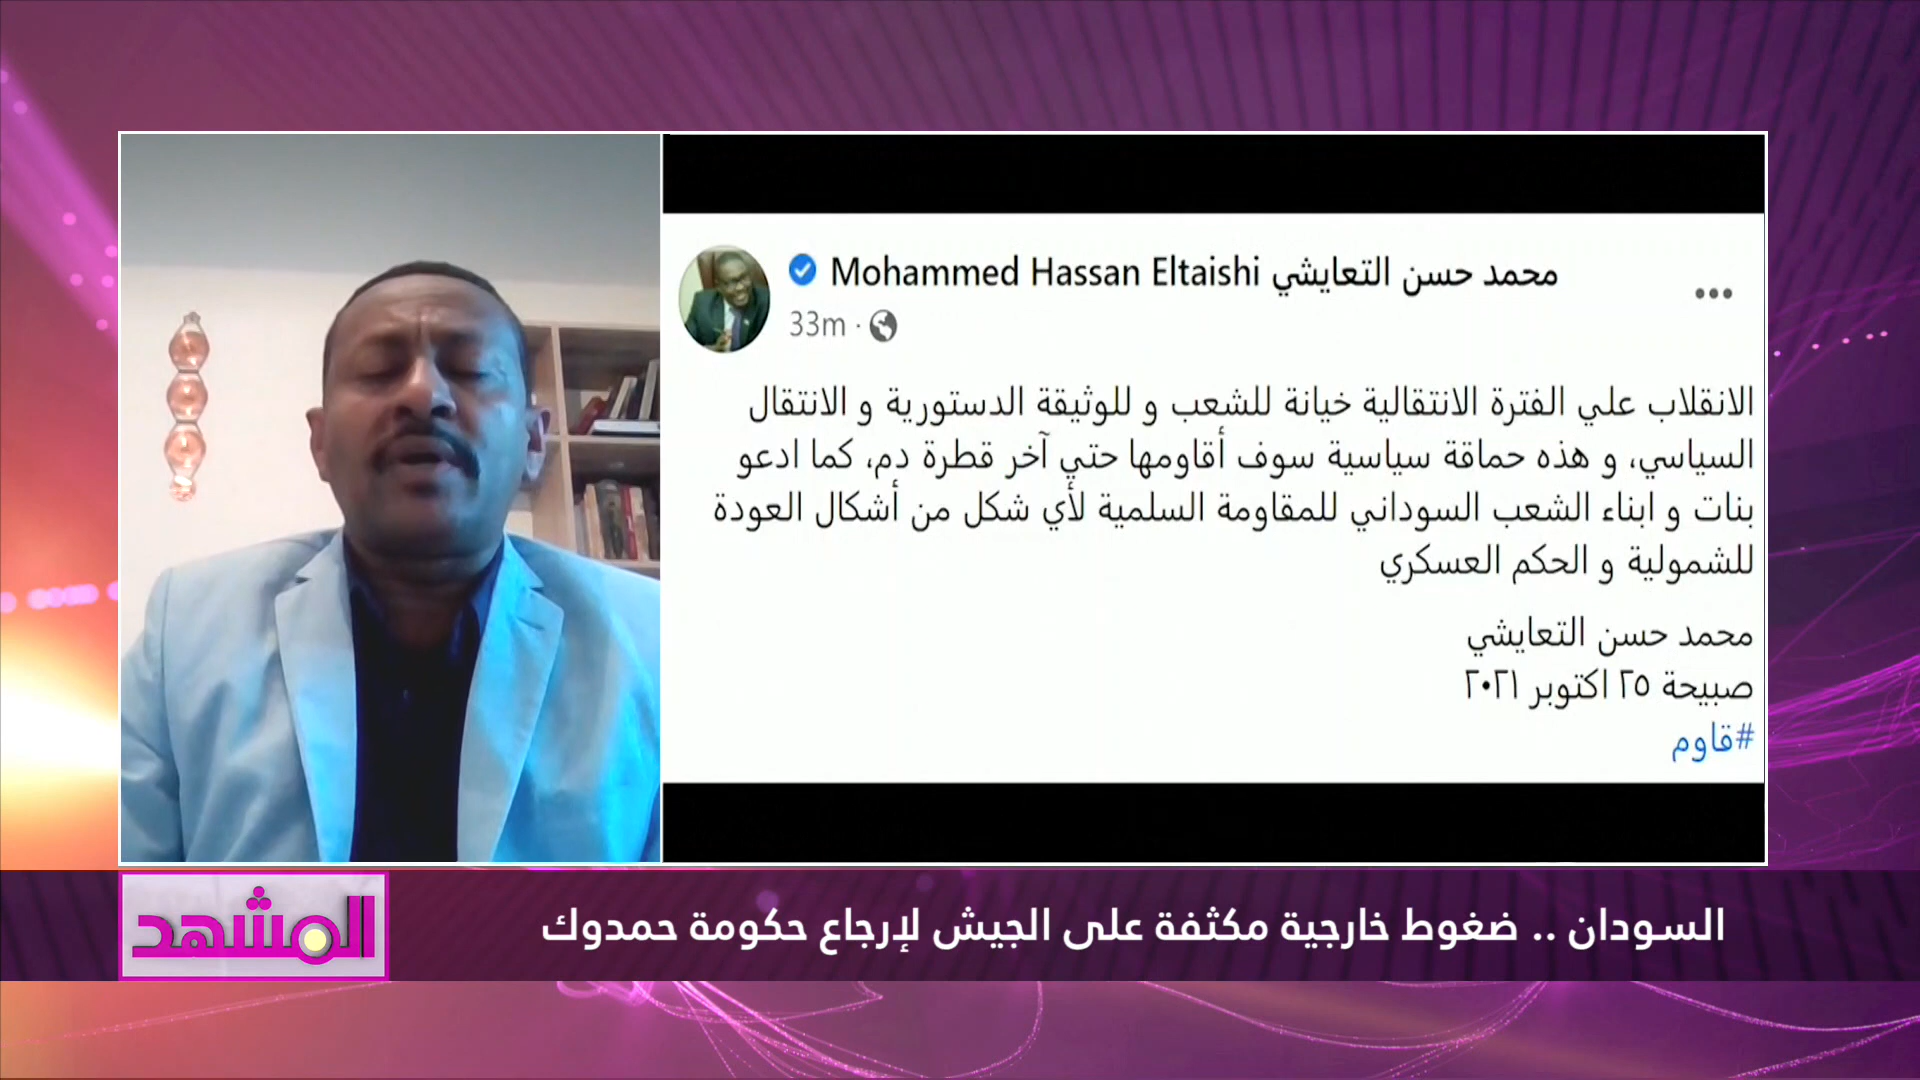 Mohammed Hassan Eltaishi محمد حسن التعايشي
33m ·
الانقلاب علي الفترة الانتقالية خيانة للشعب و للوثيقة الدستورية و الانتقال
السياسي، و هذه حماقة سياسية سوف أقاومها حتي آخر قطرة دم، كما ادعو
بنات و ابناء الشعب السوداني للمقاومة السلمية لأي شكل من أشكال العودة
للشمولية و الحكم العسكري
محمد حسن التعايشي
صبيحة ٢٥ اكتوبر ٢٠٢١
#قاوم
السودان .. ضغوط خارجية مكثفة على الجيش لإرجاع حكومة حمدوك
المشهد